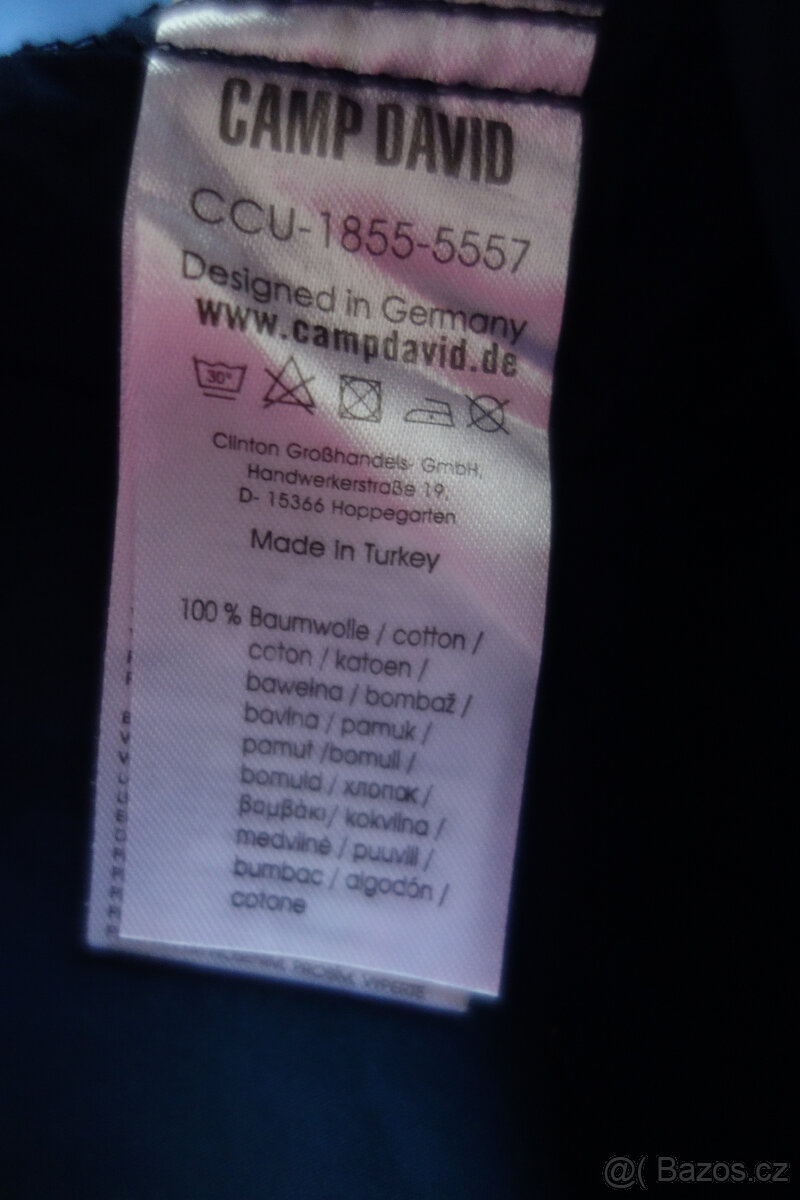 CAMP DAVID
CCU-1855-5557
Designed in Germany
www.campdavid.de
30°
Clinton Großhandels- GmbH,
Handwerkerstraße 19,
D- 15366 Hoppegarten
Made in Turkey
100 % Baumwolle / cotton /
coton / katoen /
bawełna / bombaž /
bavlna / pamuk /
pamut /bomull /
bomuld / хлопок /
βαμβάκι / kokvilna /
medvilnė / puuvill /
bumbac / algodón /
cotone
@( Bazos.cz